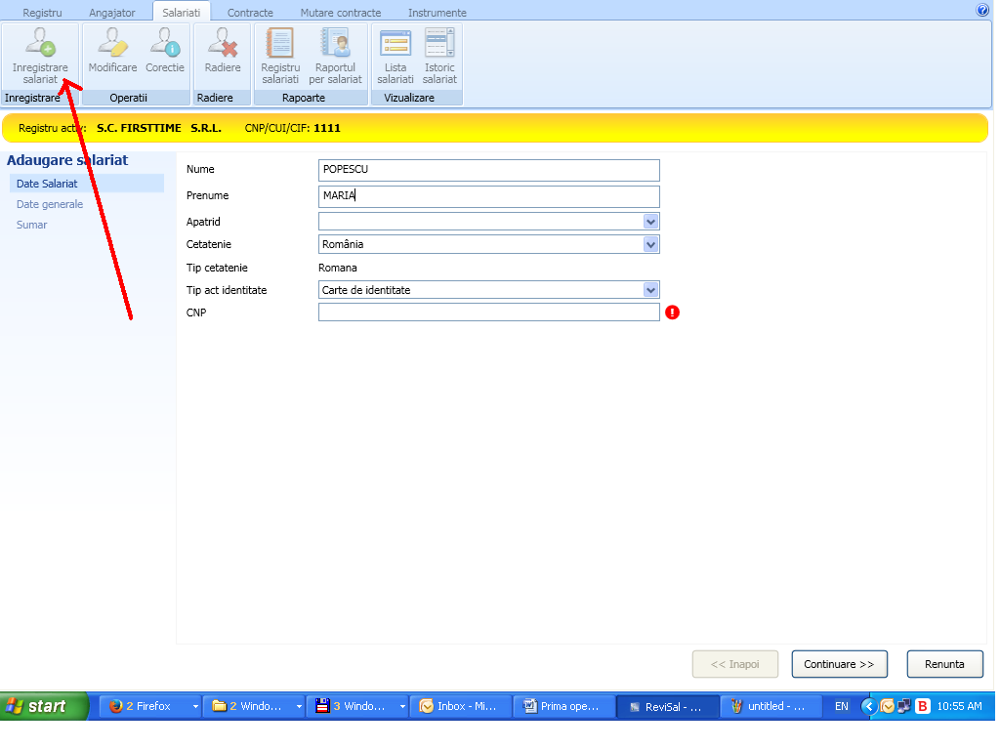 Registru Angajator Salariati Contracte Mutare contracte Instrumente
Inregistrare salariat
Modificare
Corectie
Radiere
Registru salariati
Raportul per salariat
Lista salariati
Istoric salariat
Inregistrare Operatii Radiere Rapoarte Vizualizare
Registru activ: S.C. FIRSTTIME S.R.L. CNP/CUI/CIF: 1111
Adaugare salariat
Date Salariat
Date generale
Sumar
Nume POPESCU
Prenume MARIA
Apatrid
Cetatenie România
Tip cetatenie Romana
Tip act identitate Carte de identitate
CNP
<< Inapoi Continuare >> Renunta
start 2 Firefox 2 Windo... 3 Windo... Inbox - Mi... Prima ope... ReviSal - ... untitled - ... EN B 10:55 AM